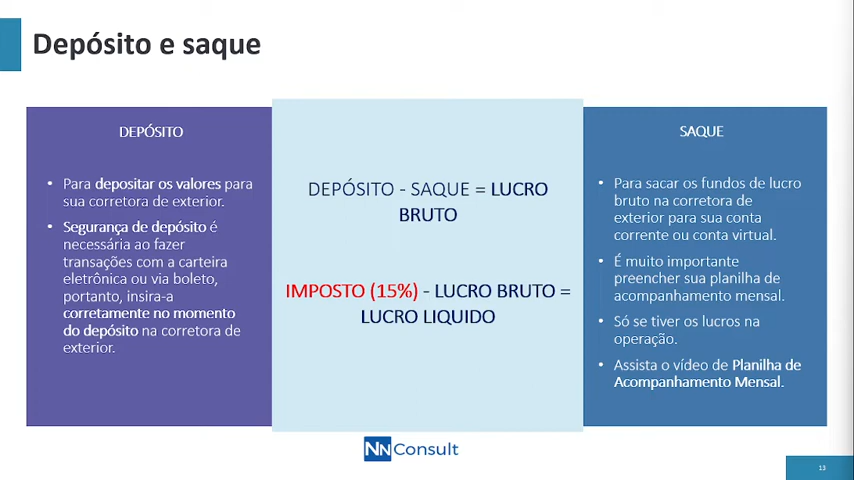 Depósito e saque
DEPÓSITO
• Para depositar os valores para
sua corretora de exterior.
• Segurança de depósito é
necessária ao fazer
transações com a carteira
eletrônica ou via boleto,
portanto, insira-a
corretamente no momento
do depósito na corretora de
exterior.
DEPÓSITO - SAQUE = LUCRO
BRUTO
IMPOSTO (15%) - LUCRO BRUTO =
LUCRO LIQUIDO
SAQUE
• Para sacar os fundos de lucro
bruto na corretora de
exterior para sua conta
corrente ou conta virtual.
• É muito importante
preencher sua planilha de
acompanhamento mensal.
• Só se tiver os lucros na
operação.
• Assista o vídeo de Planilha de
Acompanhamento Mensal.
NN Consult
13